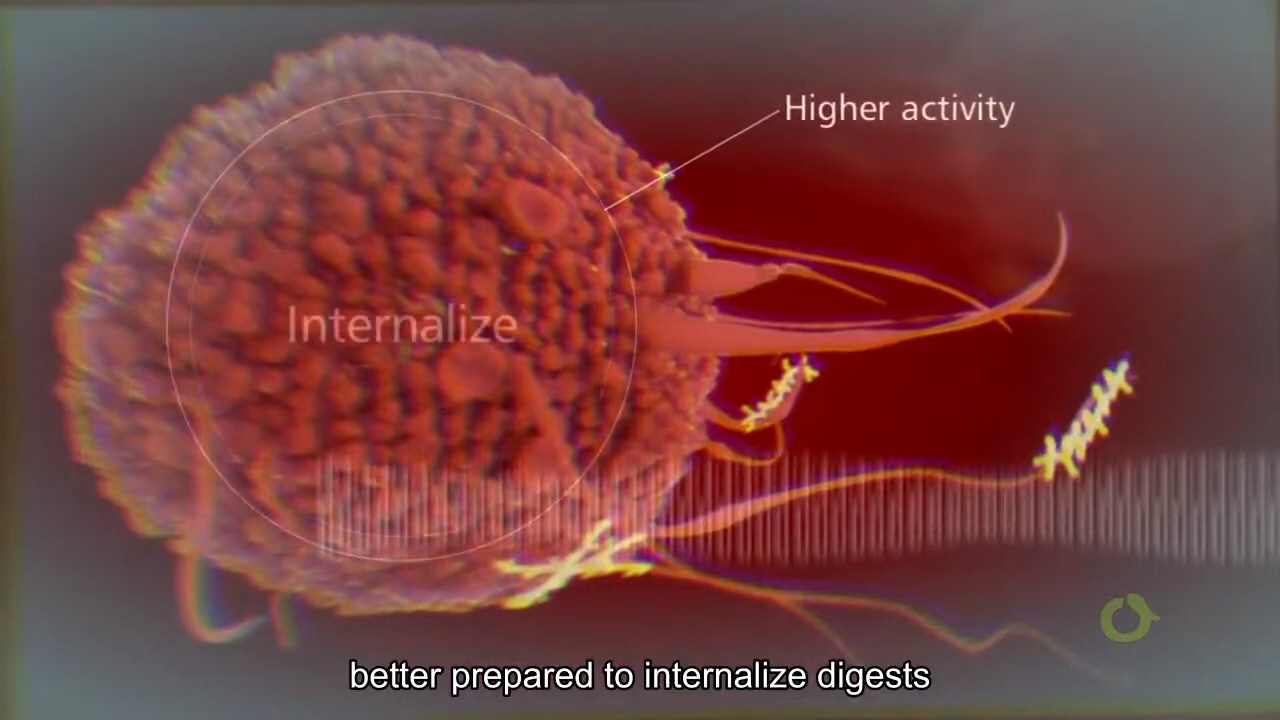 Higher activity
Internalize
better prepared to internalize digests